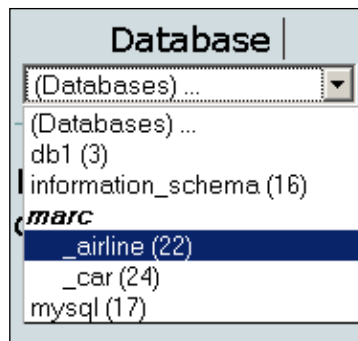 Database
(Databases) ...
(Databases) ...
db1 (3)
information_schema (16)
marc
_airline (22)
_car (24)
mysql (17)